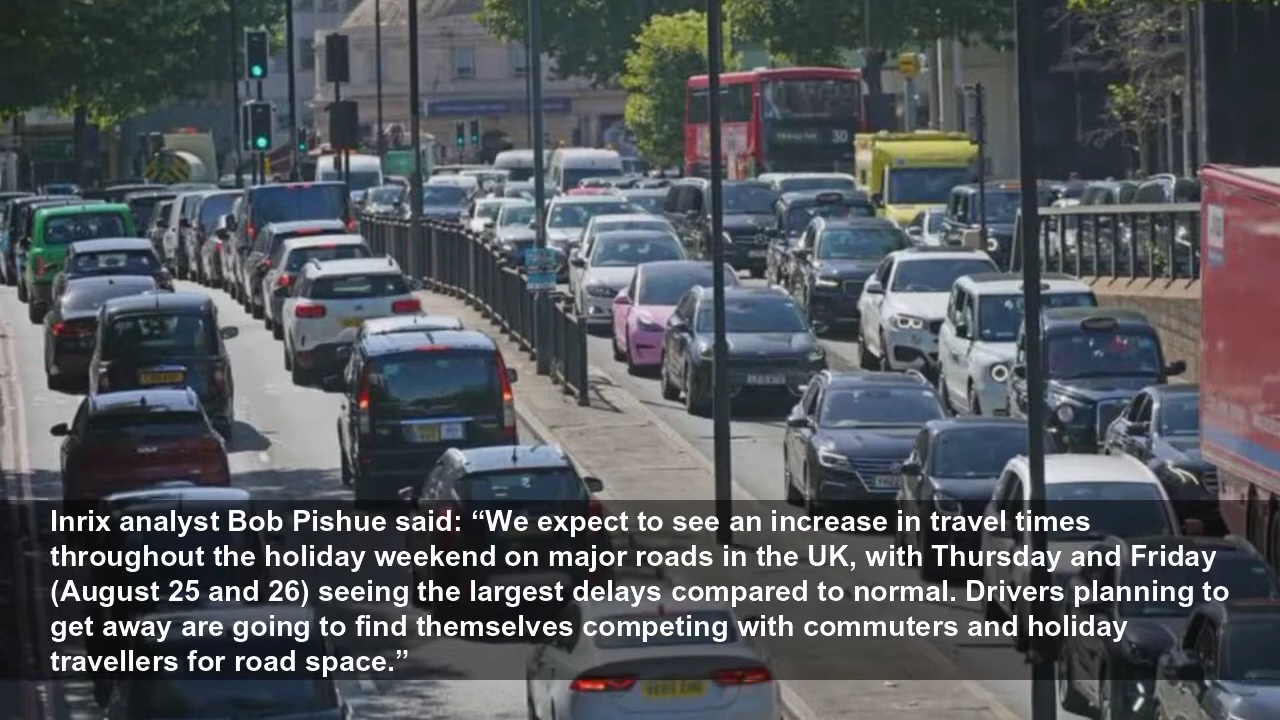 30
Inrix analyst Bob Pishue said: “We expect to see an increase in travel times
throughout the holiday weekend on major roads in the UK, with Thursday and Friday
(August 25 and 26) seeing the largest delays compared to normal. Drivers planning to
get away are going to find themselves competing with commuters and holiday
travellers for road space.”